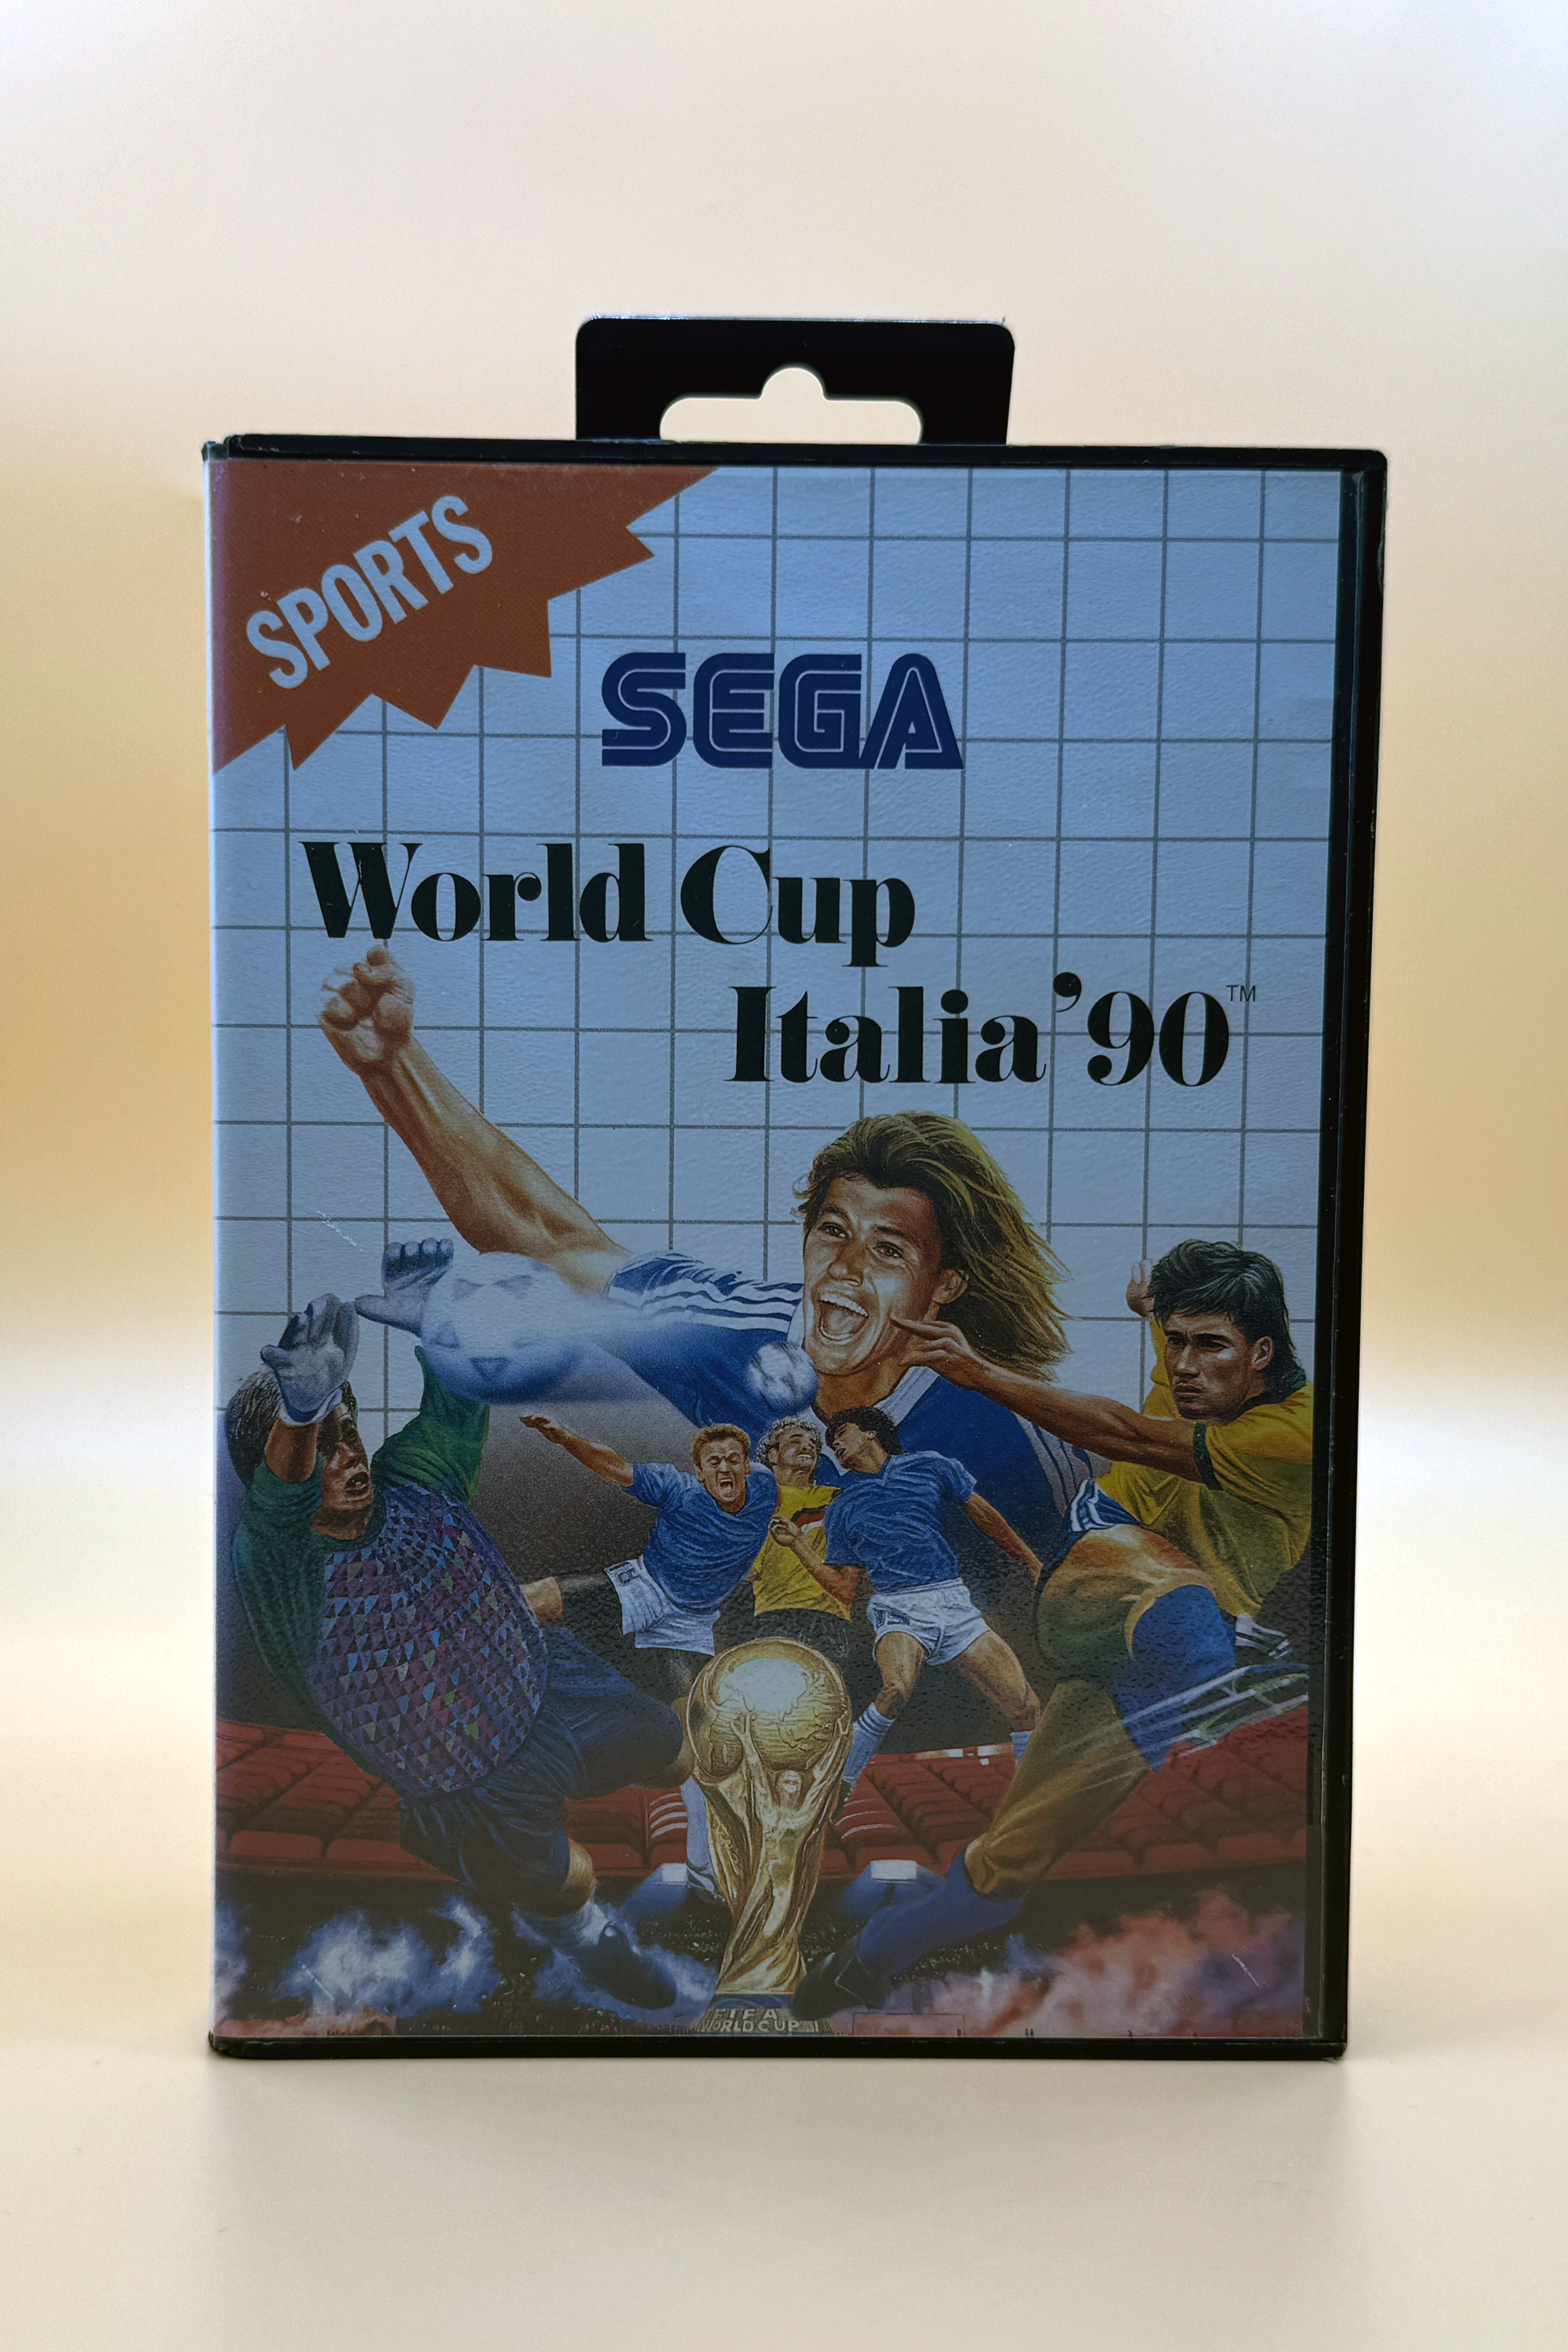 SPORTS
SEGA
World Cup
Italia '90™
FIFA
WORLD CUP